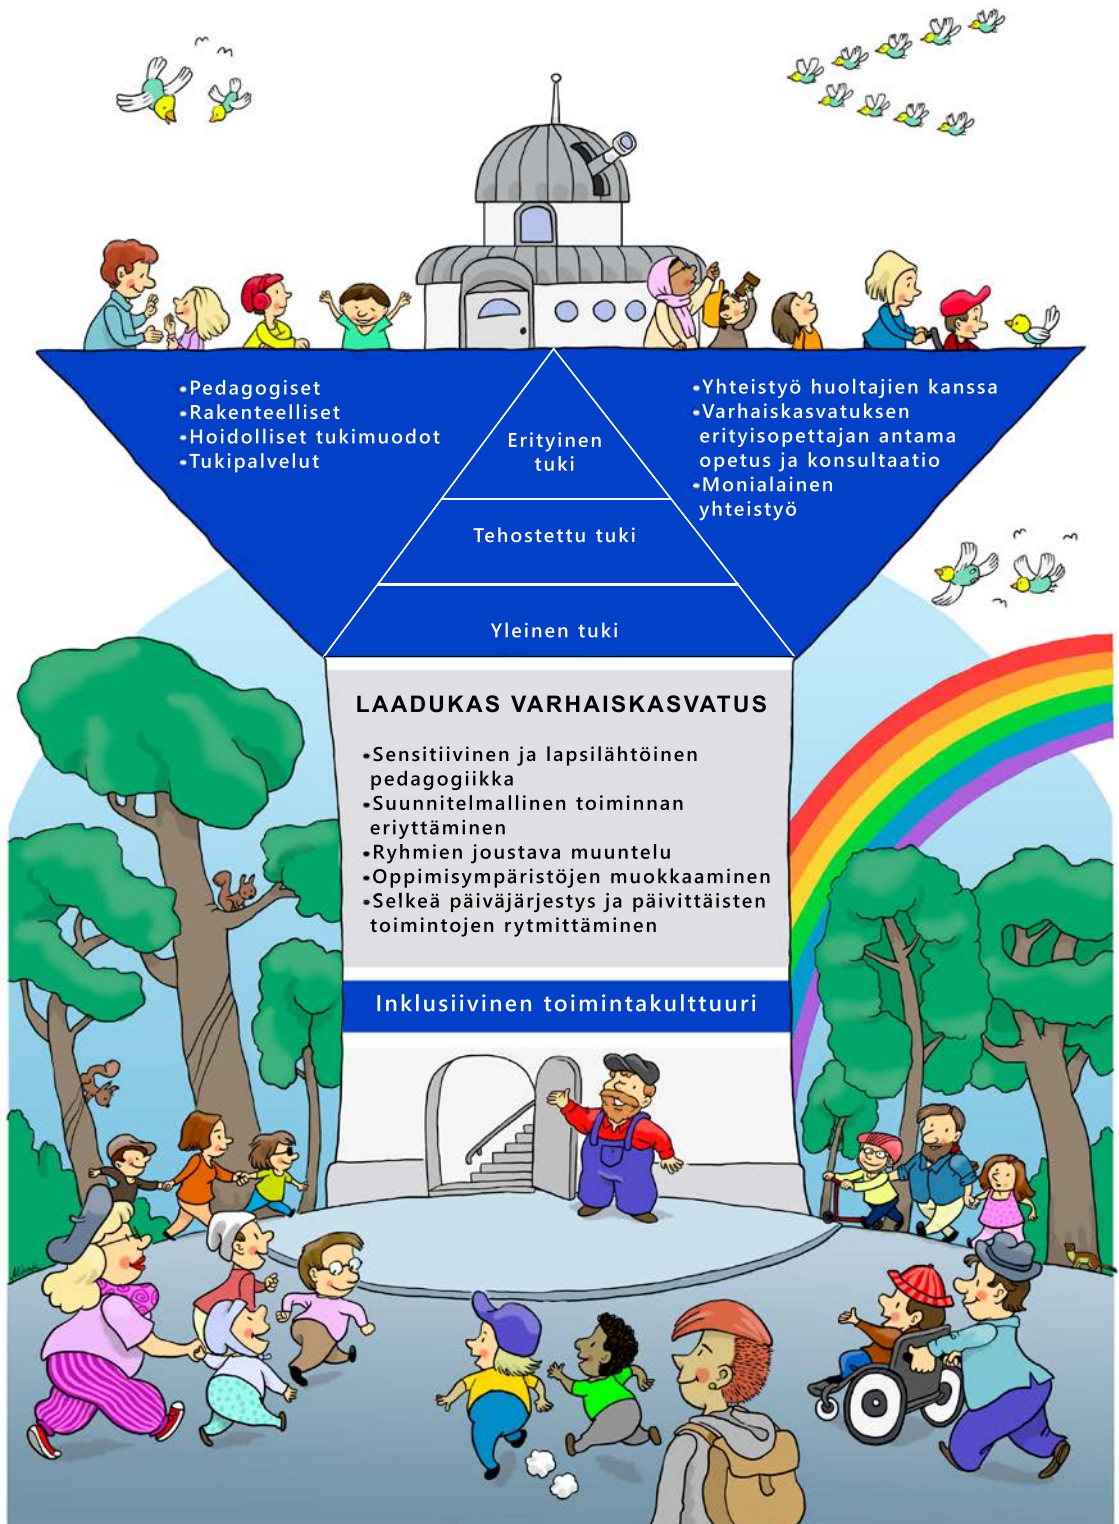 •Pedagogiset
•Rakenteelliset
•Hoidolliset tukimuodot
•Tukipalvelut
Erityinen
tuki
Tehostettu tuki
Yleinen tuki
•Yhteistyö huoltajien kanssa
•Varhaiskasvatuksen
erityisopettajan antama
opetus ja konsultaatio
•Monialainen
yhteistyö
LAADUKAS VARHAISKASVATUS
•Sensitiivinen ja lapsilähtöinen
pedagogiikka
•Suunnitelmallinen toiminnan
eriyttäminen
•Ryhmien joustava muuntelu
•Oppimisympäristöjen muokkaaminen
•Selkeä päiväjärjestys ja päivittäisten
toimintojen rytmittäminen
Inklusiivinen toimintakulttuuri